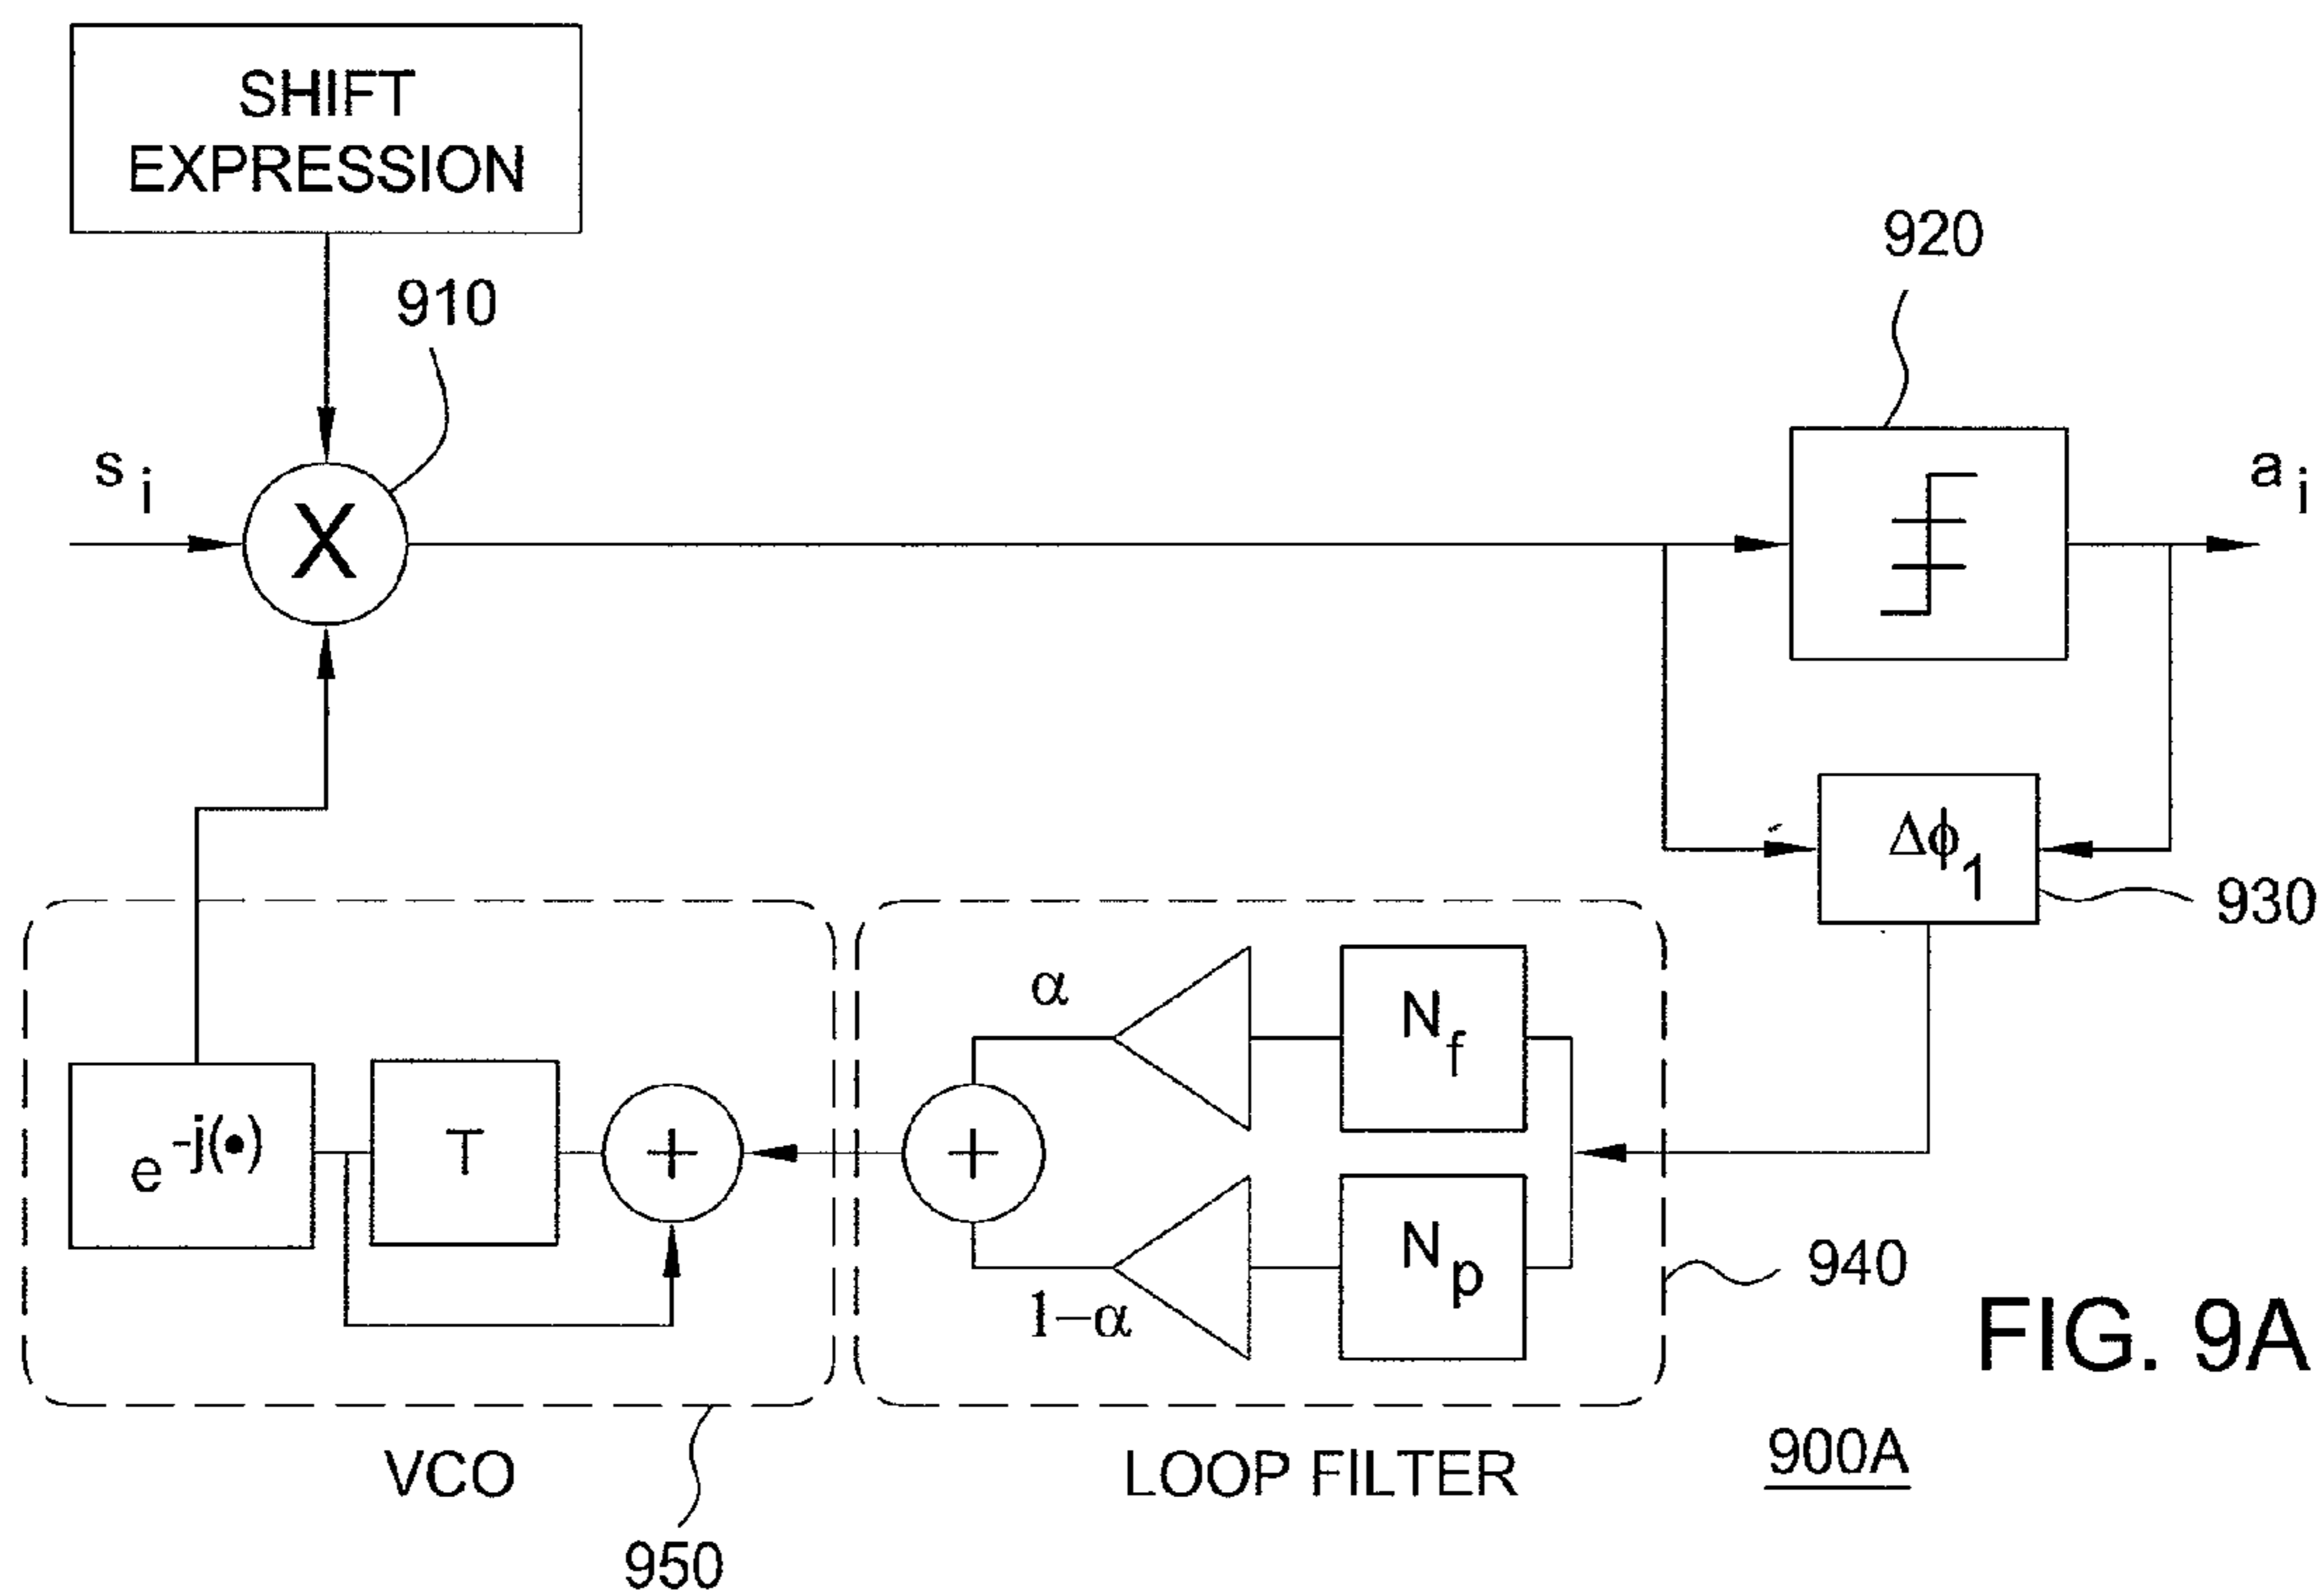 SHIFT
EXPRESSION
910
920
s i
X
a i
Δϕ 1
930
α
N f
e -j(•)
T
+
+
1–α
N p
940
FIG. 9A
VCO
LOOP FILTER
900A
950